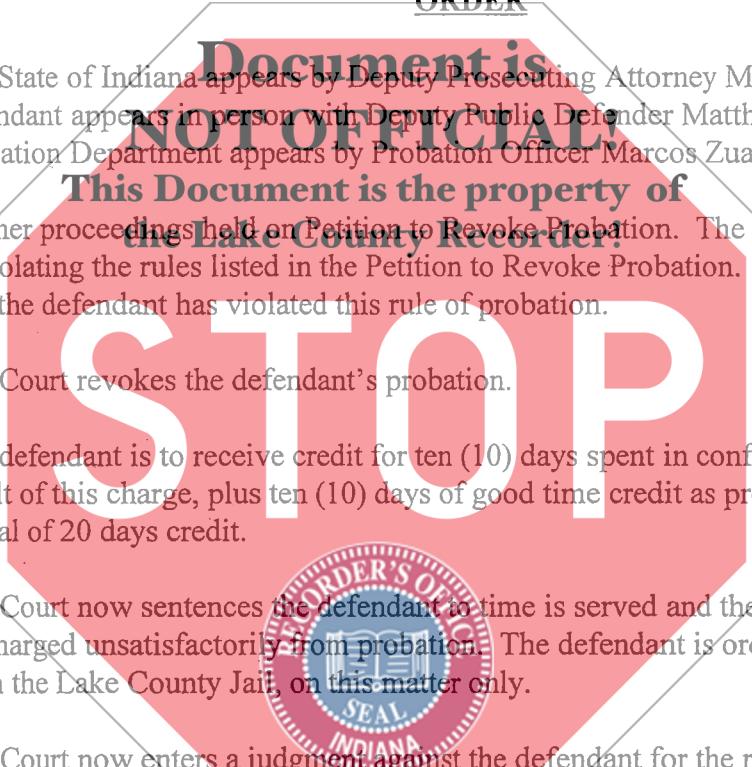 ORDER
Document is
State of Indiana appears by Deputy Prosecuting Attorney M
ndant appears in person with Deputy Public Defender Matth
NOT OFFICIAL!
ation Department appears by Probation Officer Marcos Zua
This Document is the property of
ner proceedings held on Petition to Revoke Probation. The
the Lake County Recorder!
olating the rules listed in the Petition to Revoke Probation.
the defendant has violated this rule of probation.
STOP
Court revokes the defendant's probation.
defendant is to receive credit for ten (10) days spent in conf
lt of this charge, plus ten (10) days of good time credit as pr
al of 20 days credit.
RECORDER'S OF
Court now sentences the defendant to time is served and the
harged unsatisfactorily from probation. The defendant is ord
n the Lake County Jail, on this matter only.
SEAL
INDIANA
Court now enters a judgment against the defendant for the r